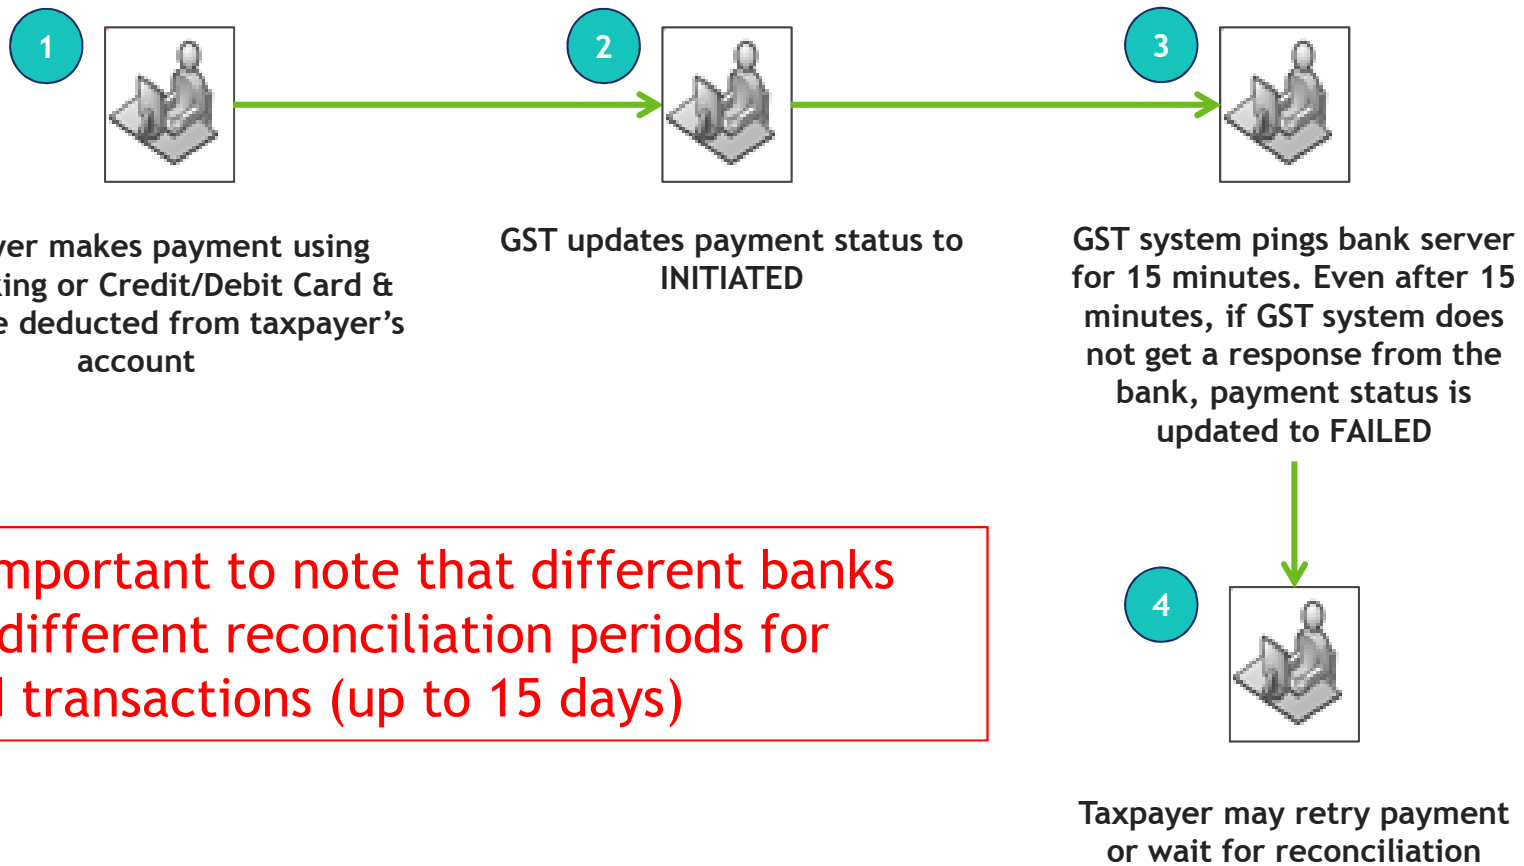 1
2
3
makes payment using
or Credit/Debit Card &
deducted from taxpayer's
account
GST updates payment status to
INITIATED
GST system pings bank server
for 15 minutes. Even after 15
minutes, if GST system does
not get a response from the
bank, payment status is
updated to FAILED
important to note that different banks
different reconciliation periods for
transactions (up to 15 days)
4
Taxpayer may retry payment
or wait for reconciliation